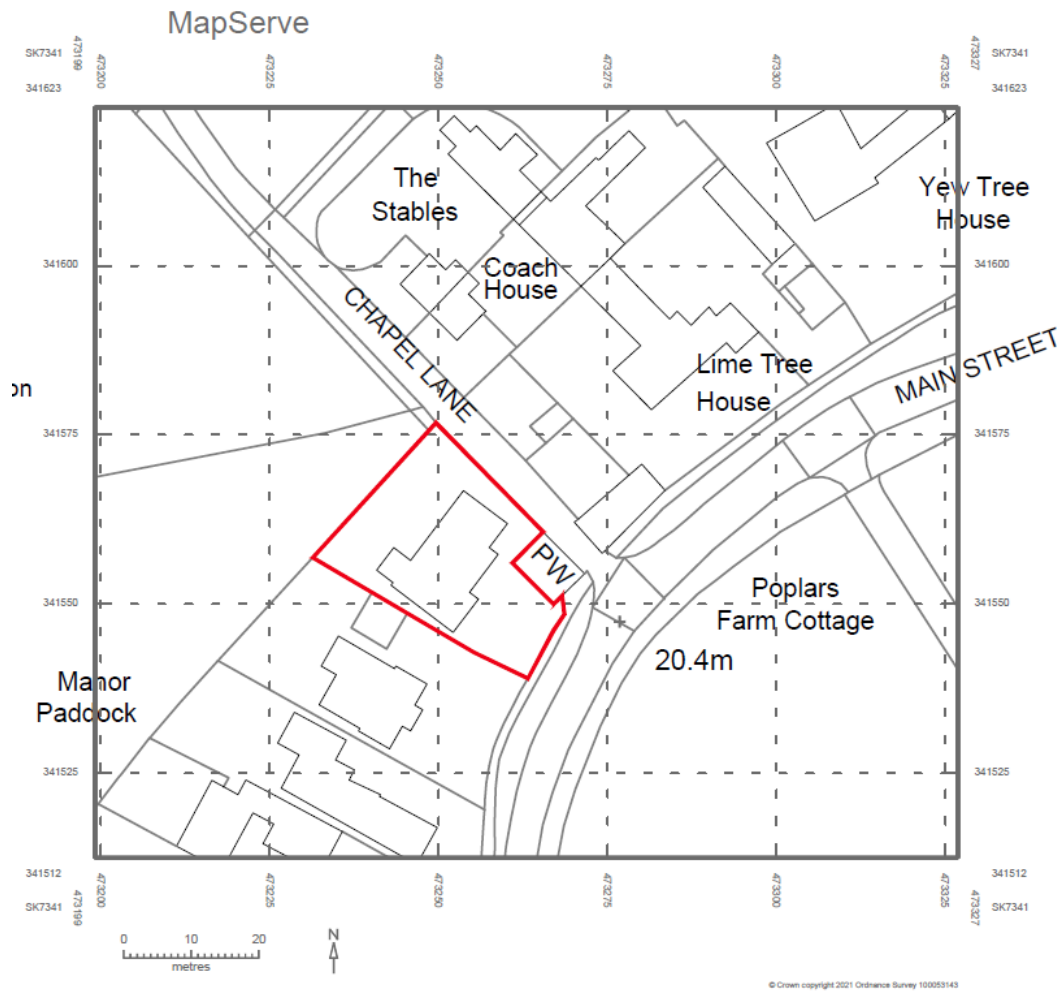 MapServe
SK7341
473199
473200
473225
473250
473275
473300
473325
473327
SK7341
341623
341623
The
Stables
Yew Tree
House
341600
341600
Coach
House
CHAPEL LANE
Lime Tree
House
MAIN STREET
on
341575
341575
PW
341550
341550
Poplars
Farm Cottage
20.4m
Manor
Paddock
341525
341525
341512
341512
SK7341
473199
473200
473225
473250
473275
473300
473325
473327
SK7341
0 10 20
metres
N
© Crown copyright 2021 Ordnance Survey 100053143